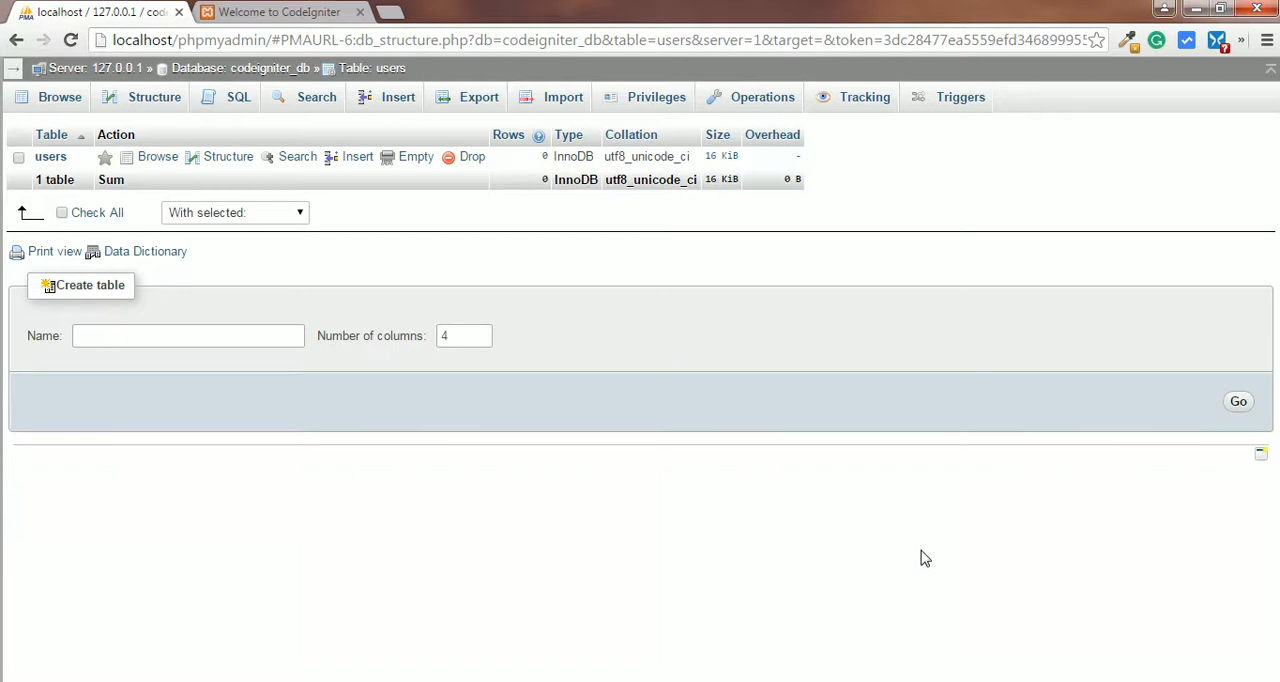 localhost / 127.0.0.1 / cod
Welcome to CodeIgniter
localhost/phpmyadmin/#PMAURL-6:db_structure.php?db=codeigniter_db&table=users&server=1&target=&token=3dc28477ea5559efd346899955
Server: 127.0.0.1 » Database: codeigniter_db » Table: users
Browse Structure SQL Search Insert Export Import Privileges Operations Tracking Triggers
Table Action Rows Type Collation Size Overhead
users Browse Structure Search Insert Empty Drop 0 InnoDB utf8_unicode_ci 16 KiB -
1 table Sum 0 InnoDB utf8_unicode_ci 16 KiB 0 B
Check All With selected:
Print view Data Dictionary
Create table
Name: Number of columns: 4
Go